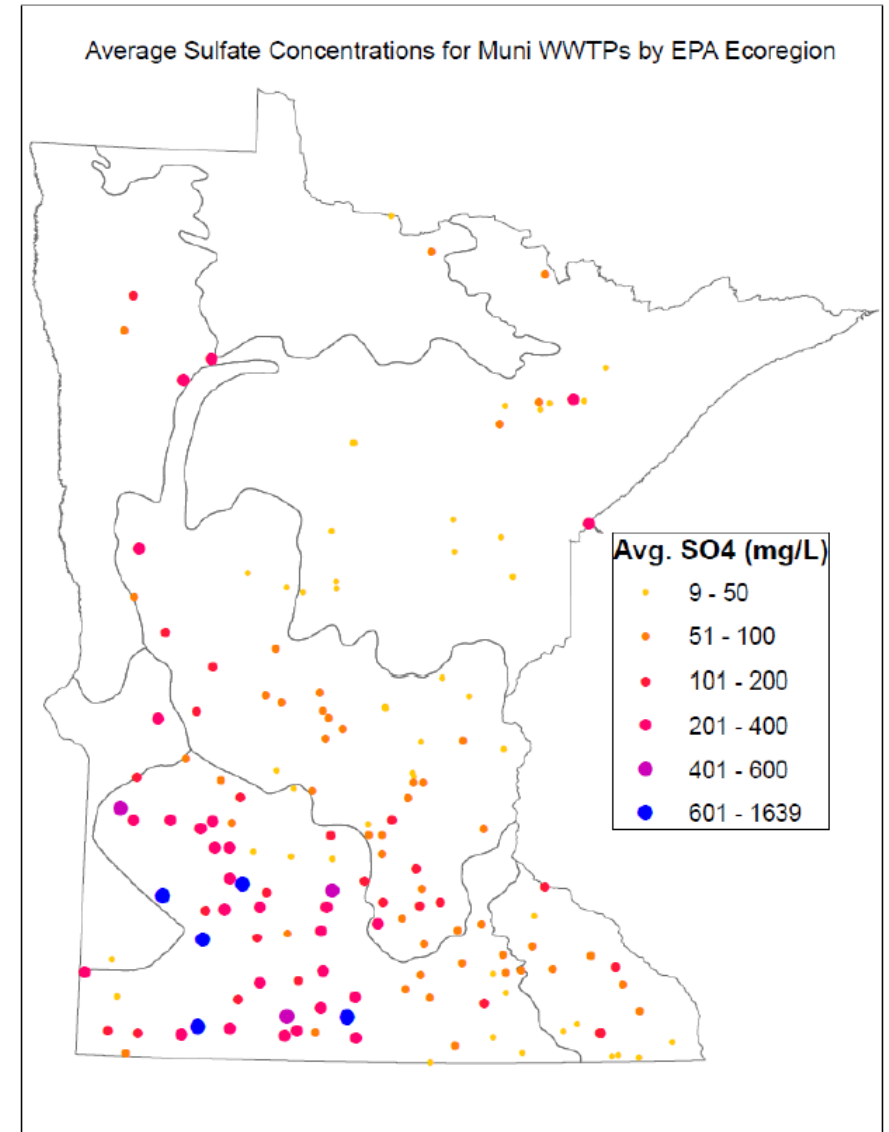 Average Sulfate Concentrations for Muni WWTPs by EPA Ecoregion
Avg. SO4 (mg/L)
9 - 50
51 - 100
101 - 200
201 - 400
401 - 600
601 - 1639